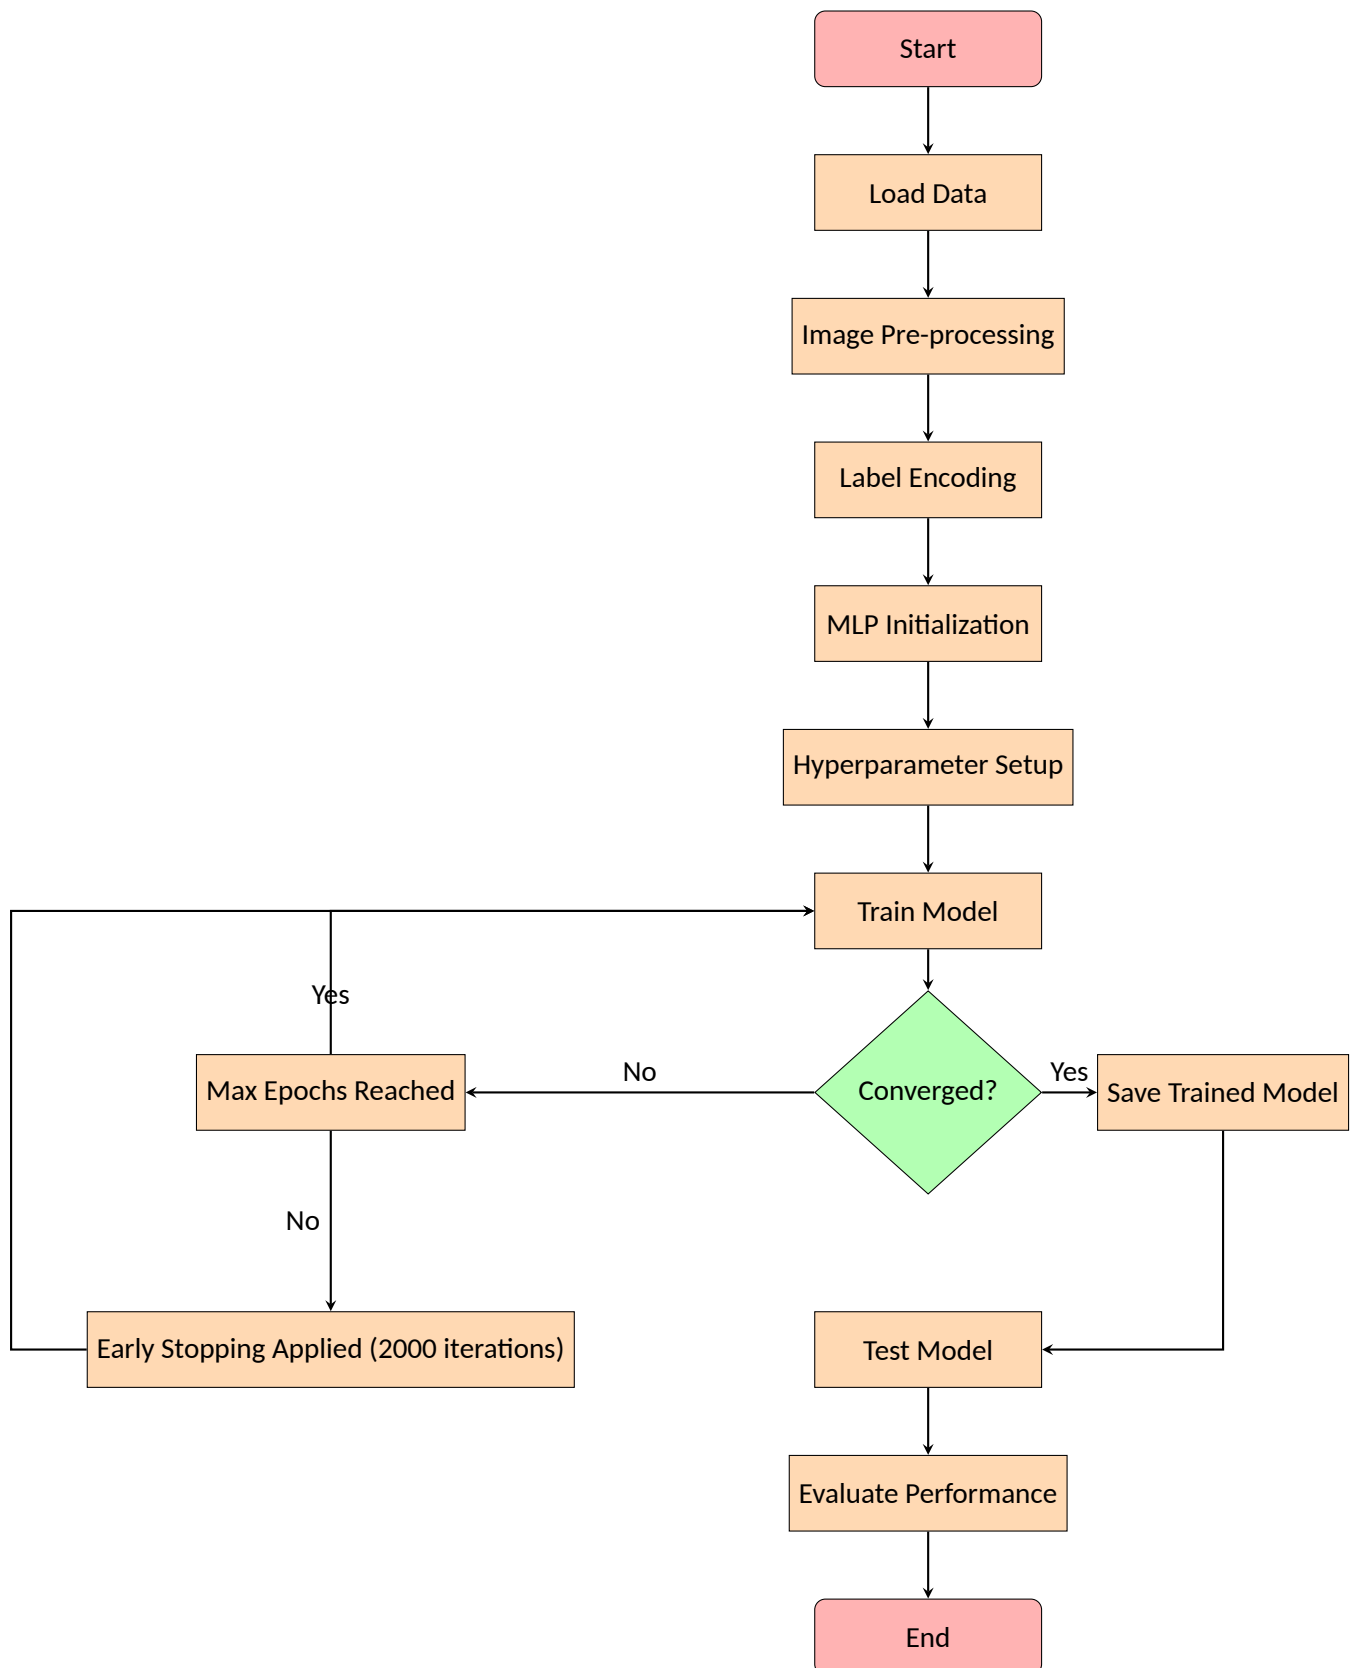 Start
Load Data
Image Pre-processing
Label Encoding
MLP Initialization
Hyperparameter Setup
Train Model
Yes
Max Epochs Reached
No
Converged?
Yes
Save Trained Model
No
Early Stopping Applied (2000 iterations)
Test Model
Evaluate Performance
End